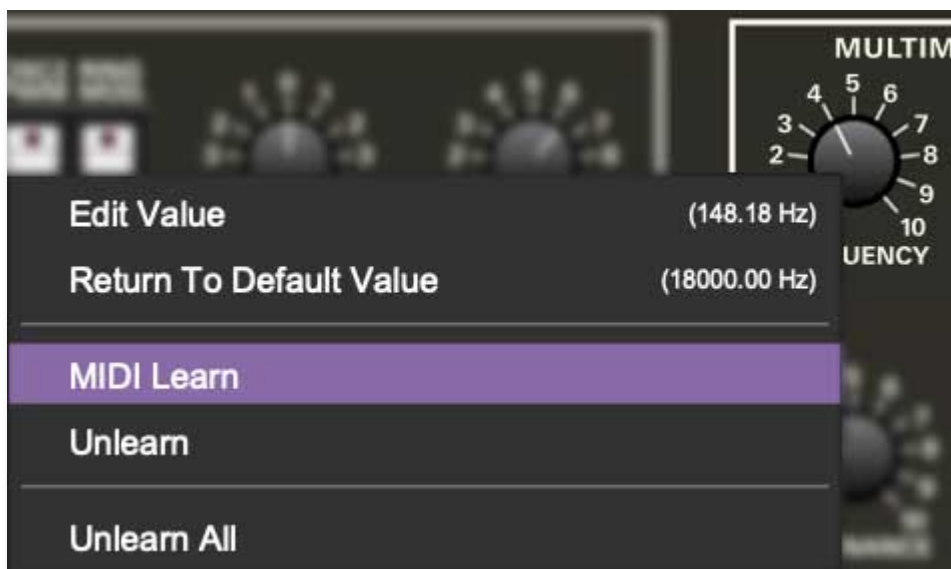 MULTIM
4 5 6
3 7
2 8
9
10
UENCY
Edit Value (148.18 Hz)
Return To Default Value (18000.00 Hz)
MIDI Learn
Unlearn
Unlearn All